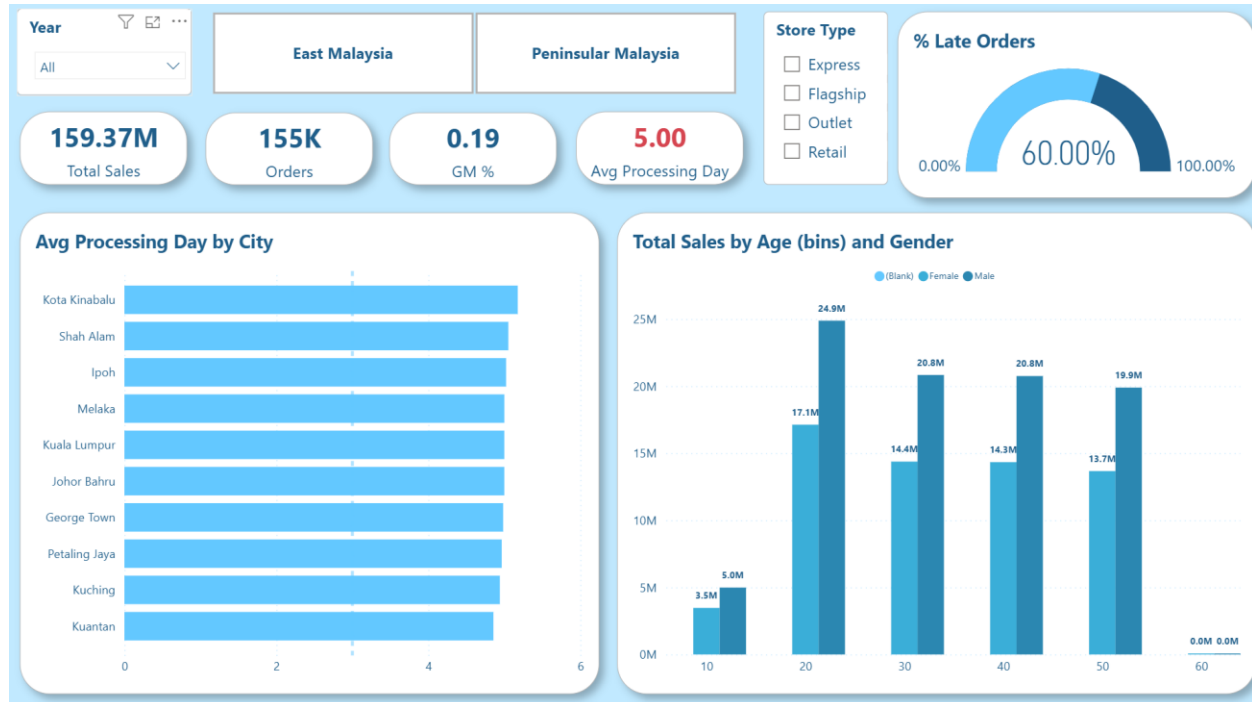 Year
All
East Malaysia
Peninsular Malaysia
Store Type
Express
Flagship
Outlet
Retail
% Late Orders
0.00%
60.00%
100.00%
159.37M
Total Sales
155K
Orders
0.19
GM %
5.00
Avg Processing Day
Avg Processing Day by City
Kota Kinabalu
Shah Alam
Ipoh
Melaka
Kuala Lumpur
Johor Bahru
George Town
Petaling Jaya
Kuching
Kuantan
0 2 4 6
Total Sales by Age (bins) and Gender
(Blank) Female Male
25M
20M
15M
10M
5M
0M
3.5M 5.0M
17.1M 24.9M
14.4M 20.8M
14.3M 20.8M
13.7M 19.9M
0.0M 0.0M
10 20 30 40 50 60